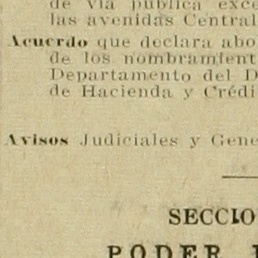 de vía pública exce
las avenidas Central
Acuerdo que declara abo
de los nombramient
Departamento del D
de Hacienda y Crédi
Avisos Judiciales y Gene
SECCIO
PODER